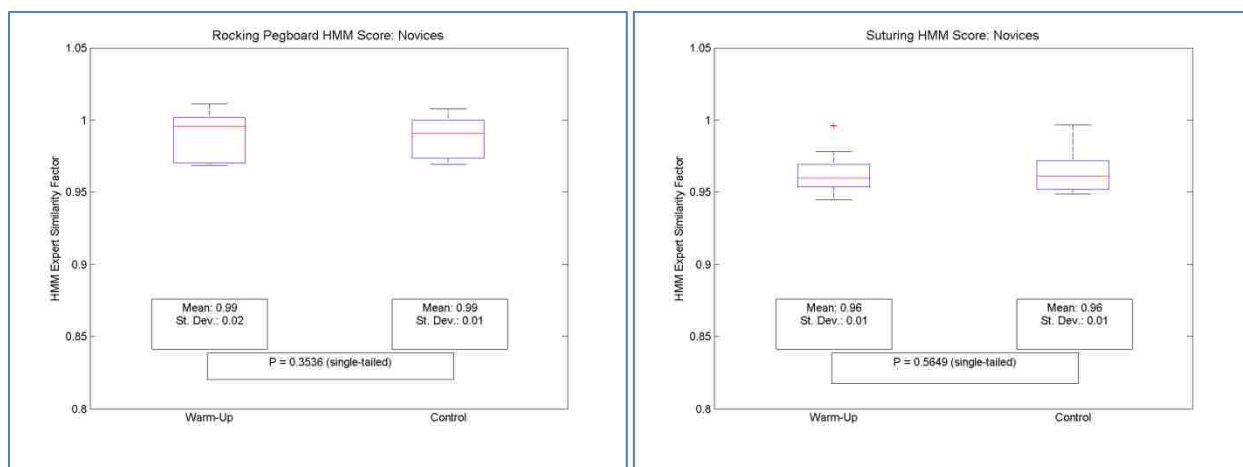 Rocking Pegboard HMM Score: Novices
HMM Expert Similarity Factor
1.05
1
0.95
0.9
0.85
0.8
Mean: 0.99
St. Dev.: 0.02
Mean: 0.99
St. Dev.: 0.01
P = 0.3536 (single-tailed)
Warm-Up
Control
Suturing HMM Score: Novices
HMM Expert Similarity Factor
1.05
1
0.95
0.9
0.85
0.8
Mean: 0.96
St. Dev.: 0.01
Mean: 0.96
St. Dev.: 0.01
P = 0.5649 (single-tailed)
Warm-Up
Control